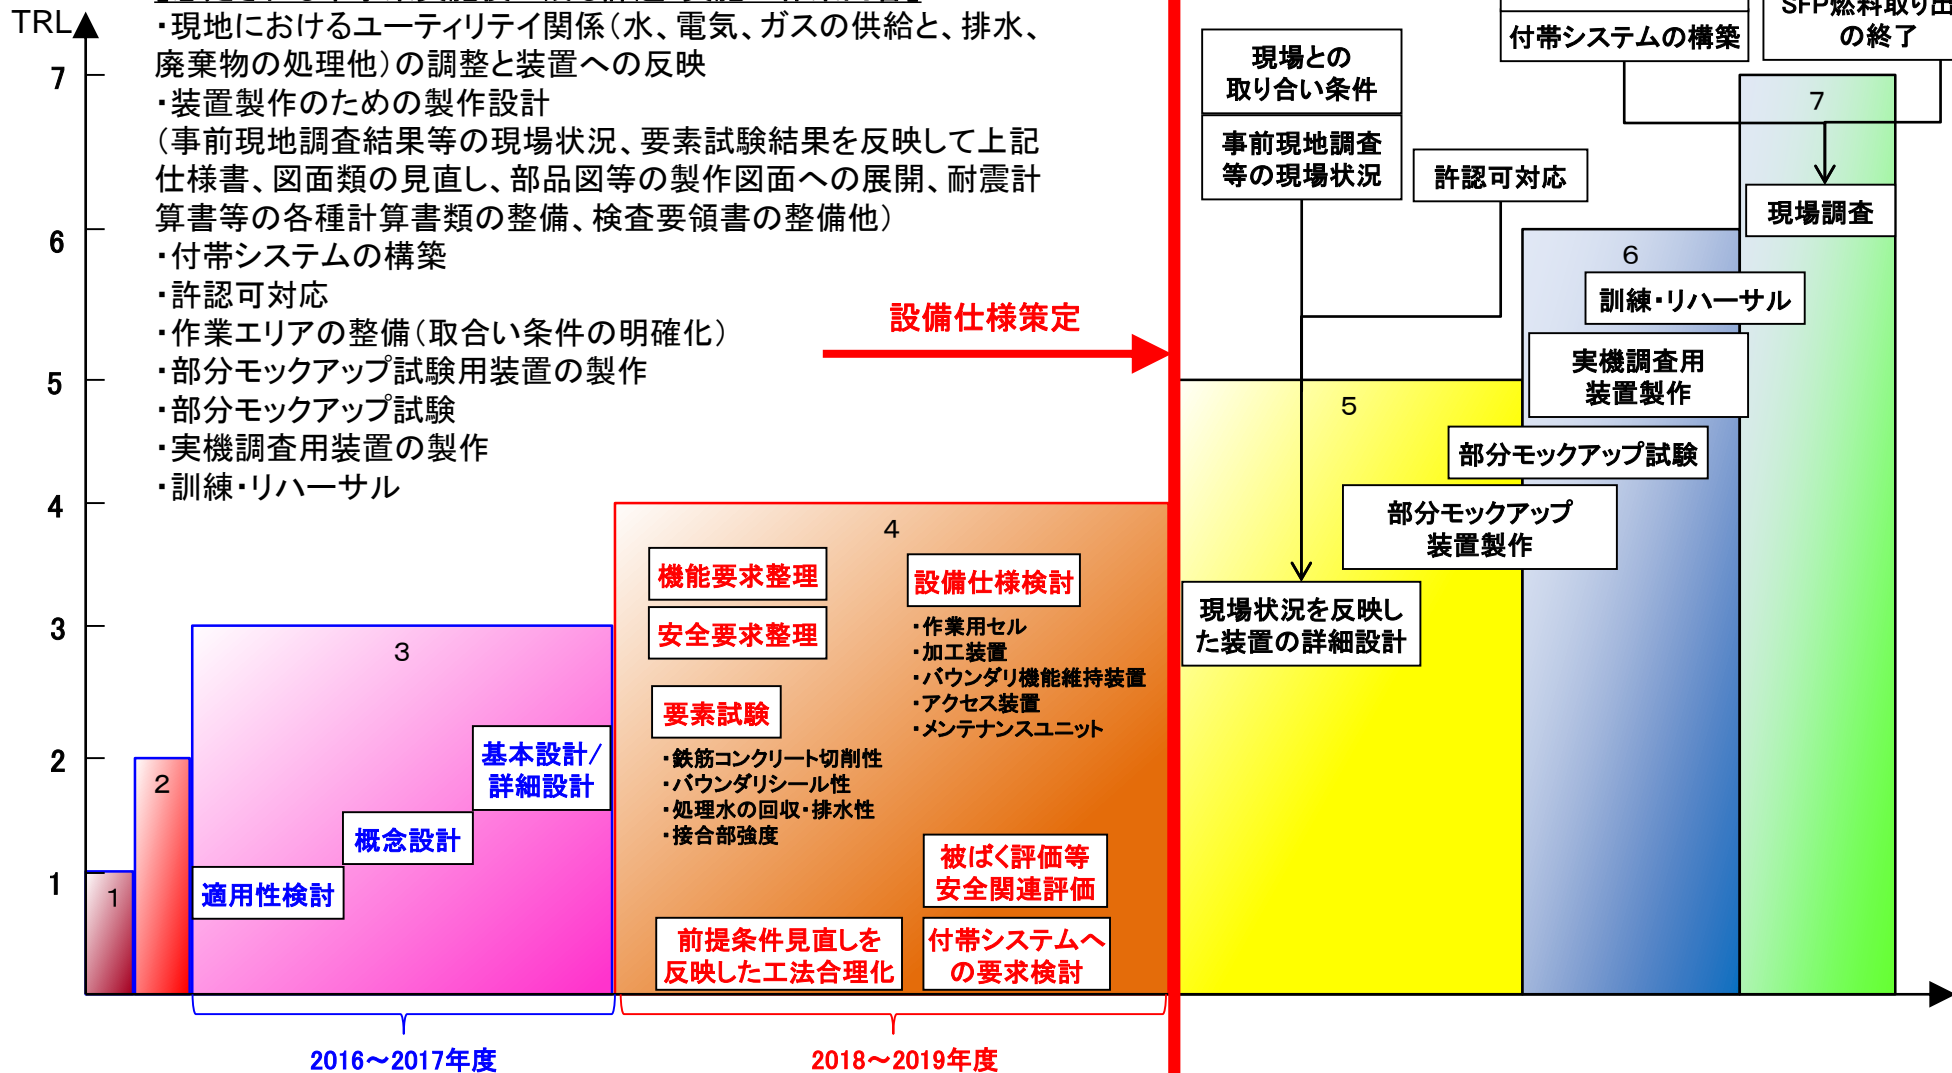 TRL
・現地におけるユーティリテイ関係（水、電気、ガスの供給と、排水、
廃棄物の処理他）の調整と装置への反映
・装置製作のための製作設計
（事前現地調査結果等の現場状況、要素試験結果を反映して上記
仕様書、図面類の見直し、部品図等の製作図面への展開、耐震計
算書等の各種計算書類の整備、検査要領書の整備他）
・付帯システムの構築
・許認可対応
・作業エリアの整備（取合い条件の明確化）
・部分モックアップ試験用装置の製作
・部分モックアップ試験
・実機調査用装置の製作
・訓練・リハーサル
7
6
5
4
3
2
1
設備仕様策定
1
2
3
適用性検討
概念設計
基本設計/
詳細設計
4
機能要求整理
安全要求整理
要素試験
・鉄筋コンクリート切削性
・バウンダリシール性
・処理水の回収・排水性
・接合部強度
前提条件見直しを
反映した工法合理化
設備仕様検討
・作業用セル
・加工装置
・バウンダリ機能維持装置
・アクセス装置
・メンテナンスユニット
被ばく評価等
安全関連評価
付帯システムへ
の要求検討
現場との
取り合い条件
事前現地調査
等の現場状況
許認可対応
5
現場状況を反映し
た装置の詳細設計
部分モックアップ
装置製作
部分モックアップ試験
6
訓練・リハーサル
実機調査用
装置製作
付帯システムの構築
SFP燃料取り出
の終了
7
現場調査
2016～2017年度
2018～2019年度